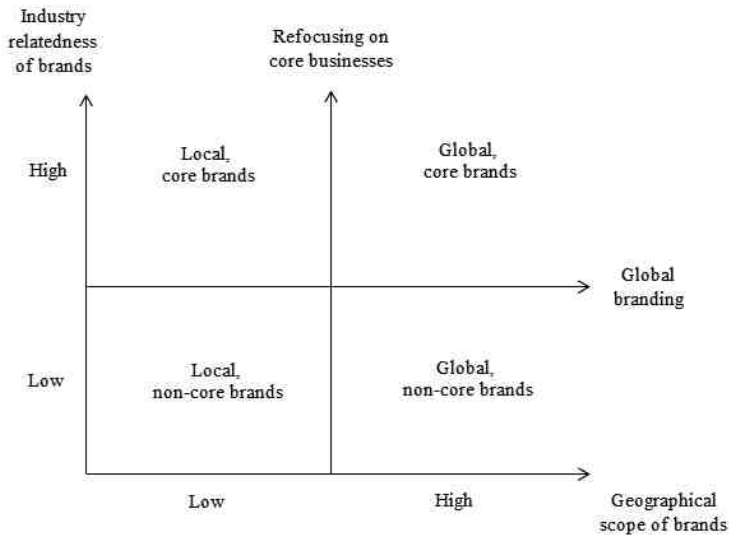 Industry
relatedness
of brands
Refocusing on
core businesses
High
Local,
core brands
Global,
core brands
Global
branding
Low
Local,
non-core brands
Global,
non-core brands
Low
High
Geographical
scope of brands